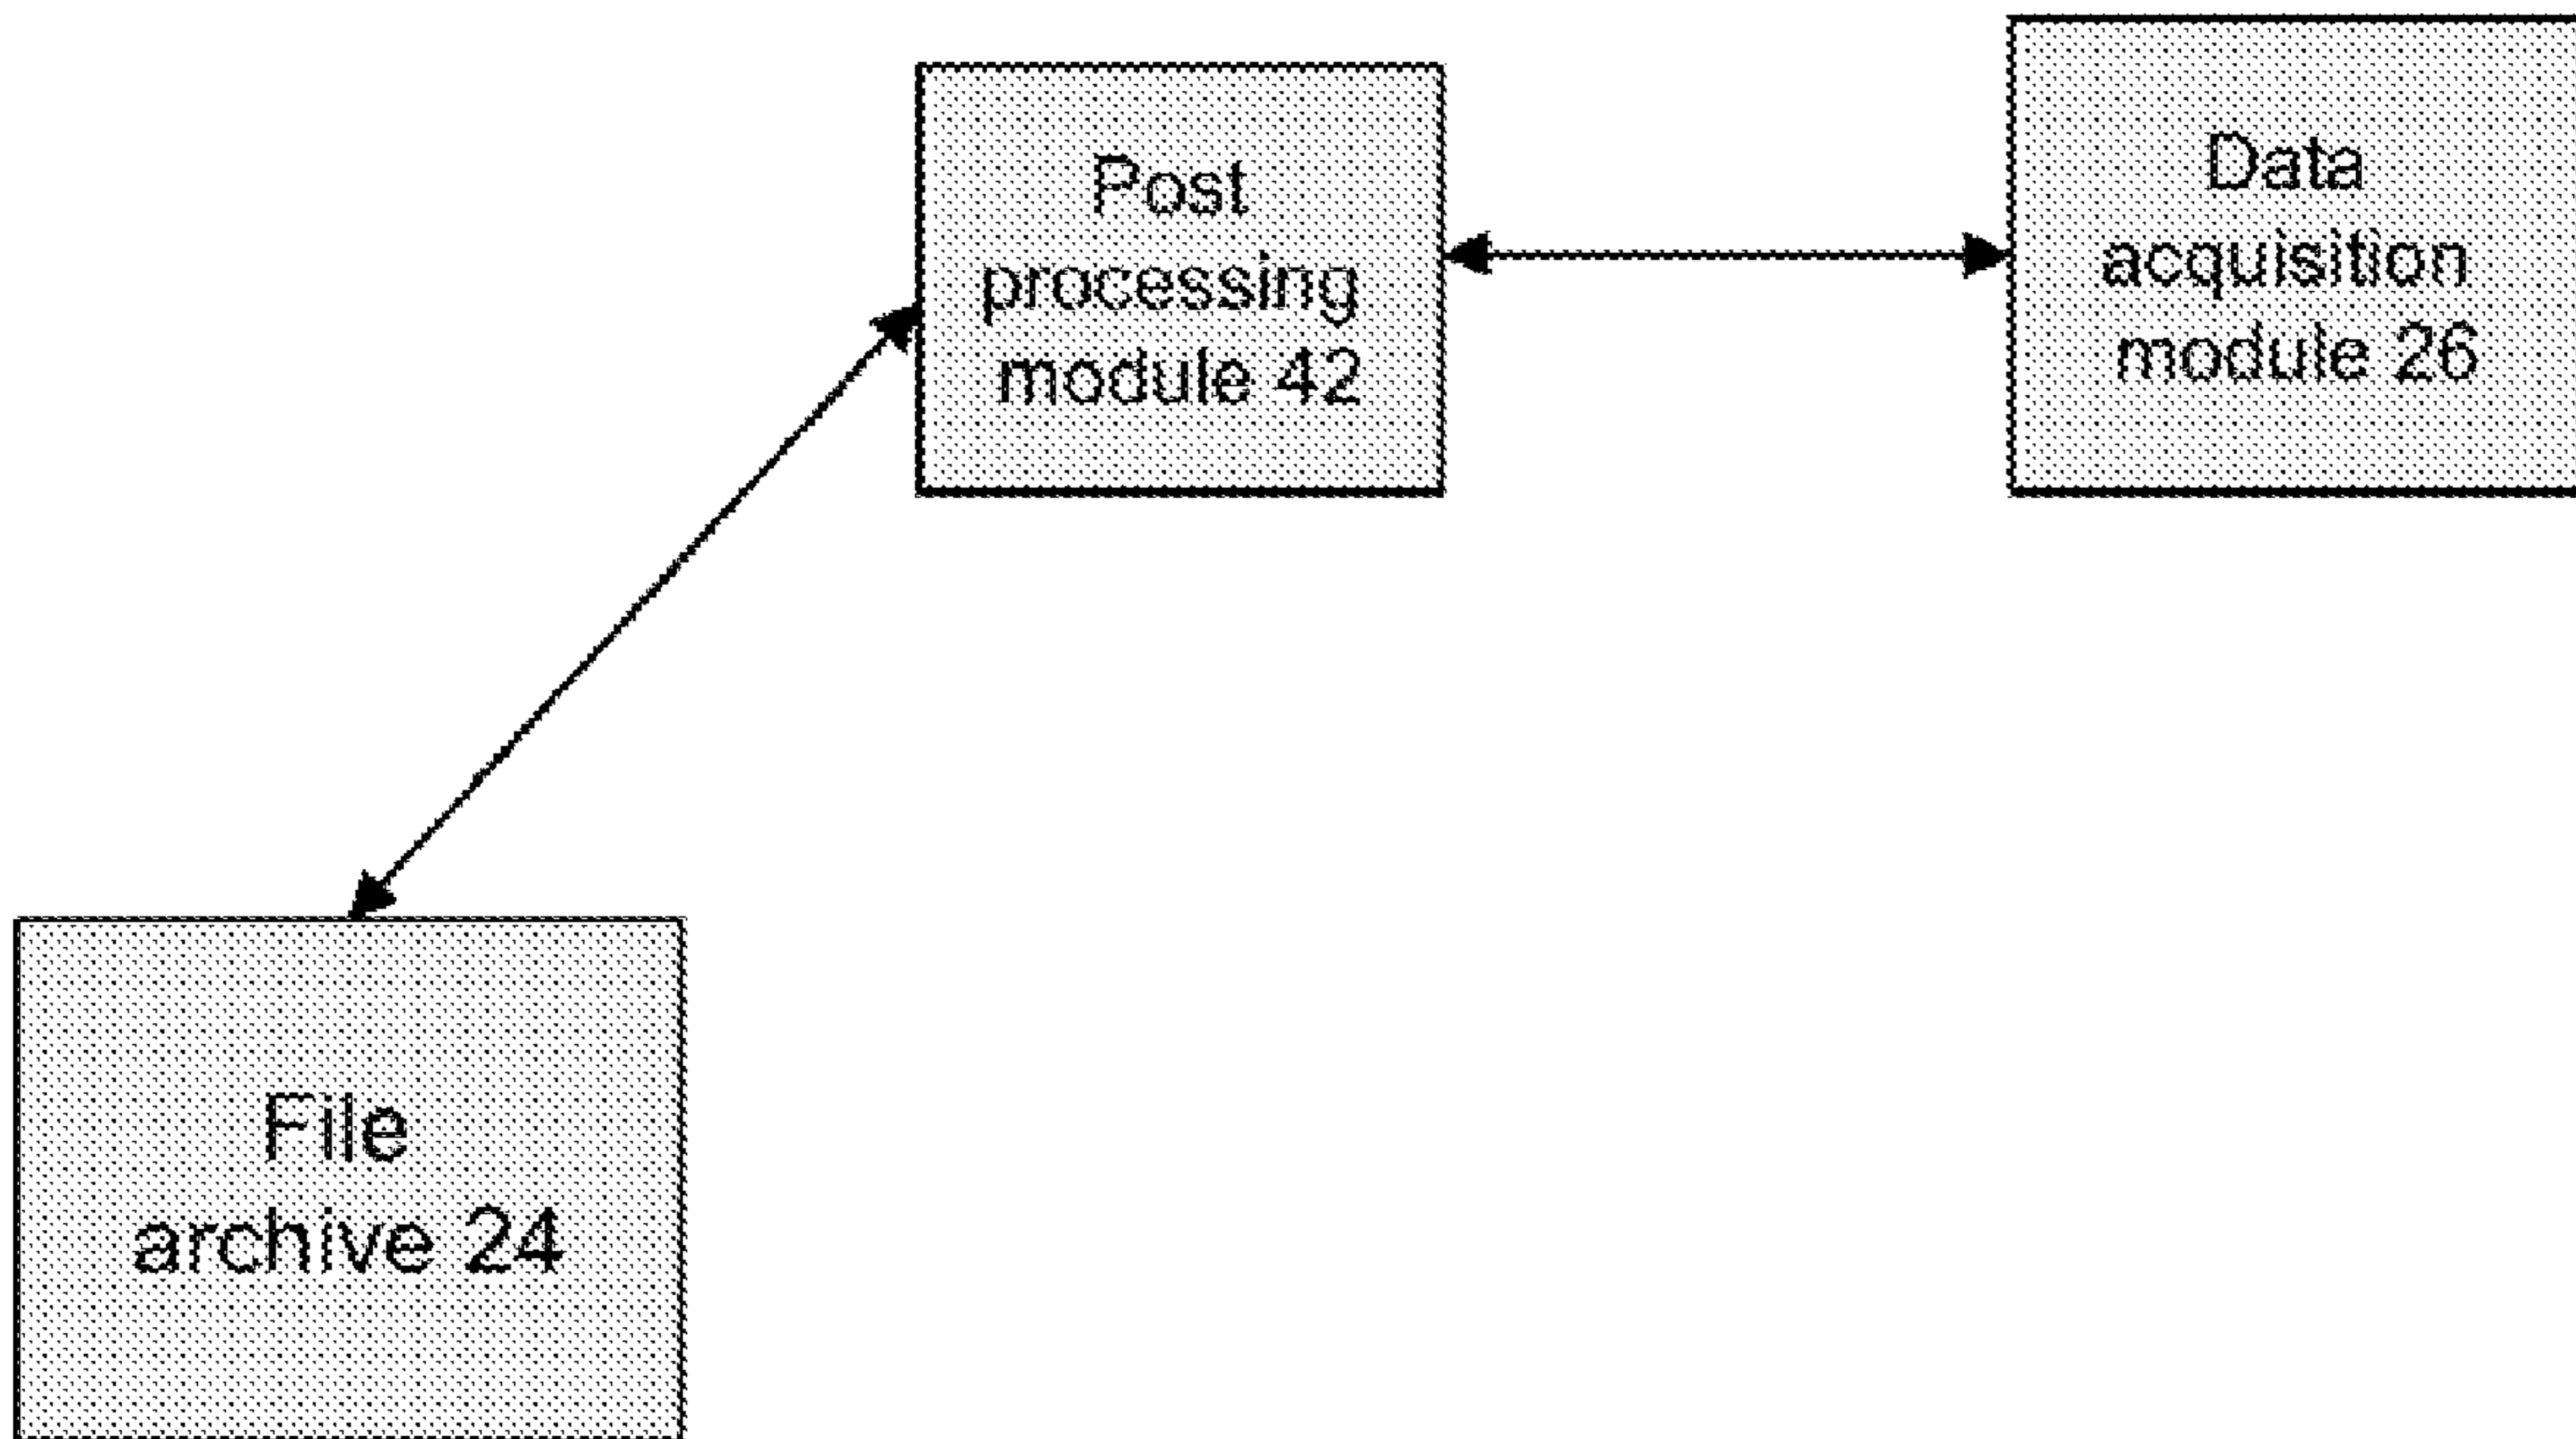 Post
processing
module 42
Data
acquisition
module 26
File
archive 24